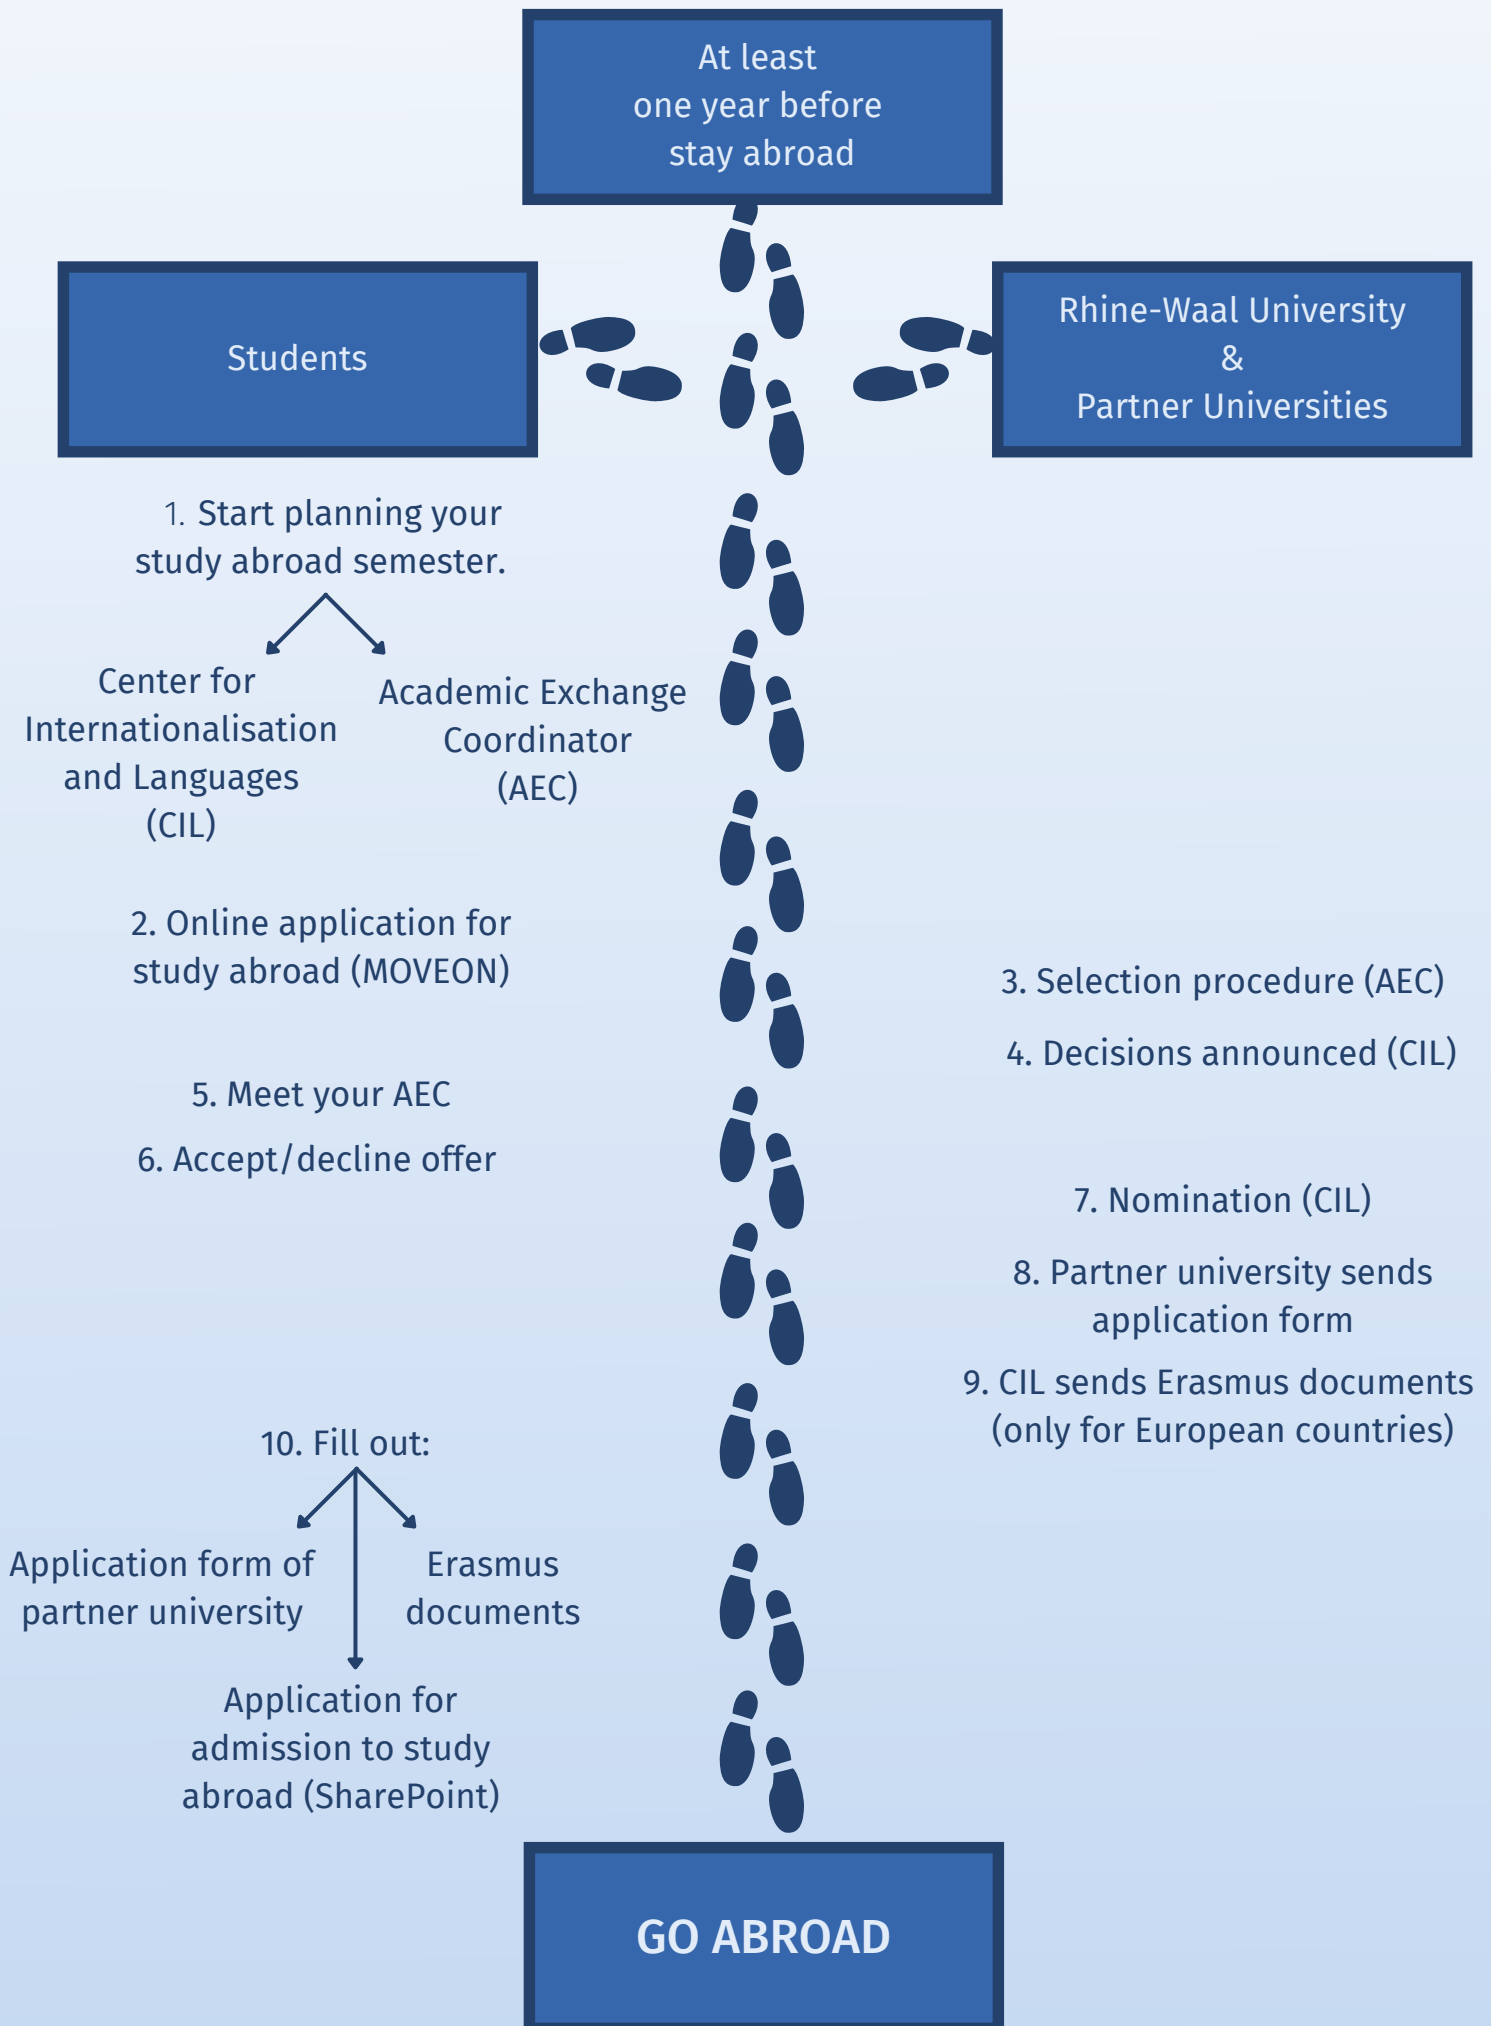 At least
one year before
stay abroad
Students
Rhine-Waal University
&
Partner Universities
1. Start planning your
study abroad semester.
Center for
Internationalisation
and Languages
(CIL)
Academic Exchange
Coordinator
(AEC)
2. Online application for
study abroad (MOVEON)
3. Selection procedure (AEC)
4. Decisions announced (CIL)
5. Meet your AEC
6. Accept/decline offer
7. Nomination (CIL)
8. Partner university sends
application form
9. CIL sends Erasmus documents
(only for European countries)
10. Fill out:
Application form of
partner university
Erasmus
documents
Application for
admission to study
abroad (SharePoint)
GO ABROAD